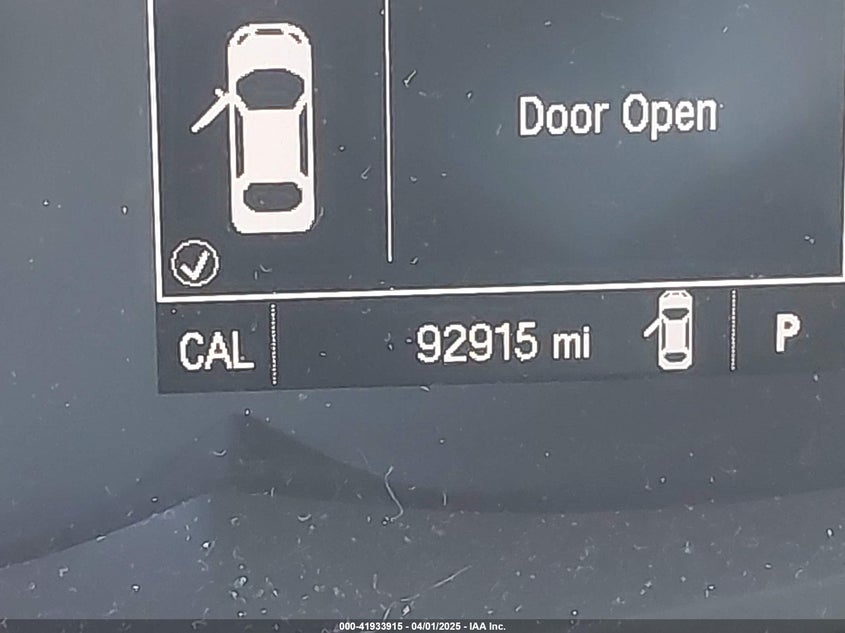 Door Open
CAL
92915 mi
P
000-41933915 - 04/01/2025 - IAA Inc.